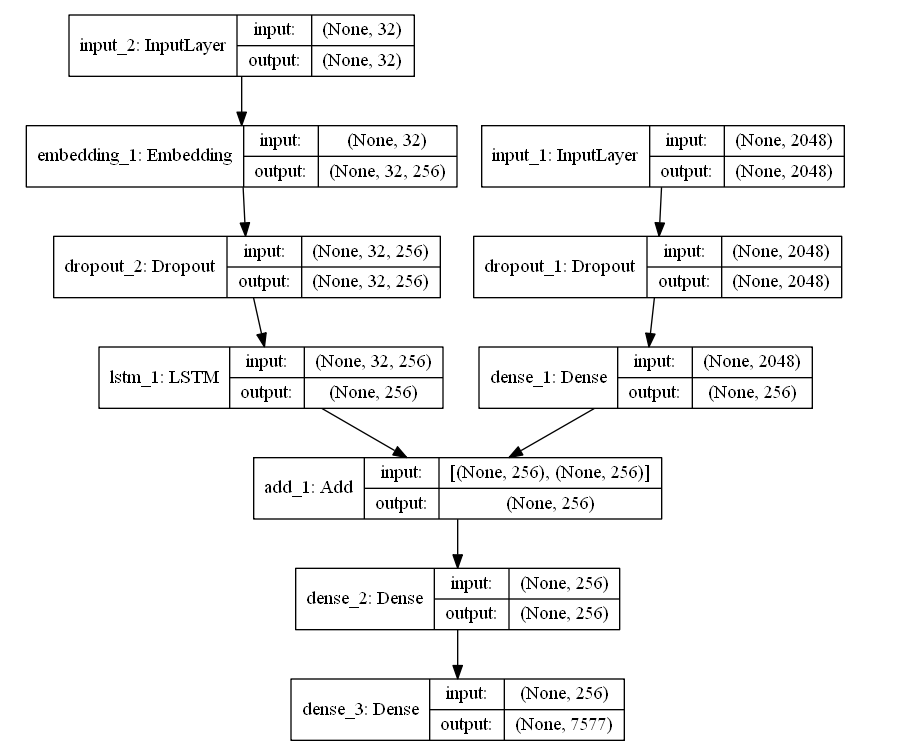 input_2: InputLayer
input:
(None, 32)
output:
(None, 32)
embedding_1: Embedding
input:
(None, 32)
output:
(None, 32, 256)
input_1: InputLayer
input:
(None, 2048)
output:
(None, 2048)
dropout_2: Dropout
input:
(None, 32, 256)
output:
(None, 32, 256)
dropout_1: Dropout
input:
(None, 2048)
output:
(None, 2048)
lstm_1: LSTM
input:
(None, 32, 256)
output:
(None, 256)
dense_1: Dense
input:
(None, 2048)
output:
(None, 256)
add_1: Add
input:
[(None, 256), (None, 256)]
output:
(None, 256)
dense_2: Dense
input:
(None, 256)
output:
(None, 256)
dense_3: Dense
input:
(None, 256)
output:
(None, 7577)